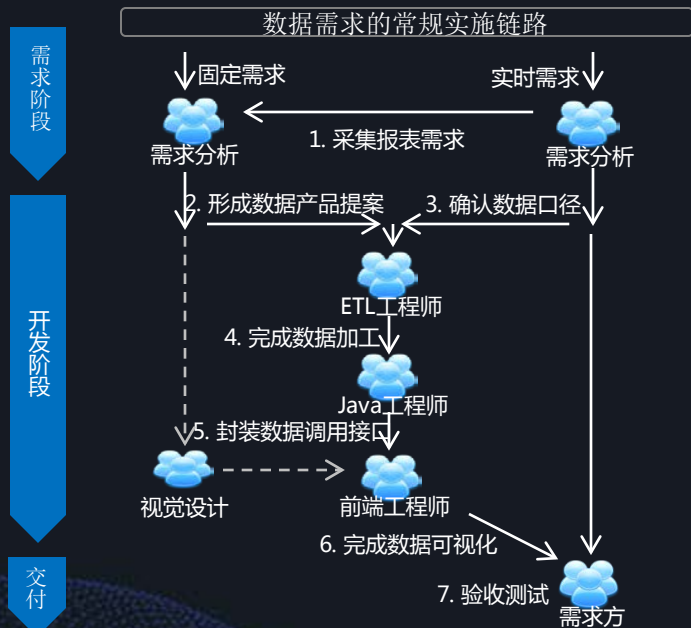 数据需求的常规实施链路
需求阶段
固定需求
实时需求
1. 采集报表需求
需求分析
需求分析
2. 形成数据产品提案
3. 确认数据口径
开发阶段
ETL工程师
4. 完成数据加工
Java工程师
5. 封装数据调用接口
视觉设计
前端工程师
6. 完成数据可视化
交付
7. 验收测试
需求方